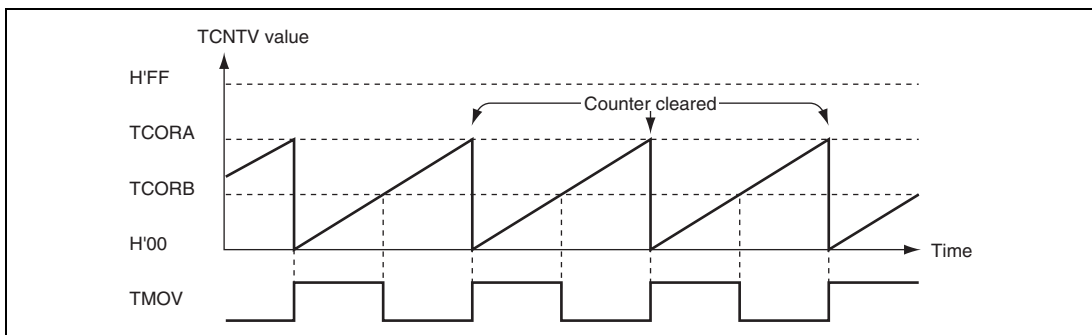 TCNTV value
H'FF
Counter cleared
TCORA
TCORB
H'00
Time
TMOV